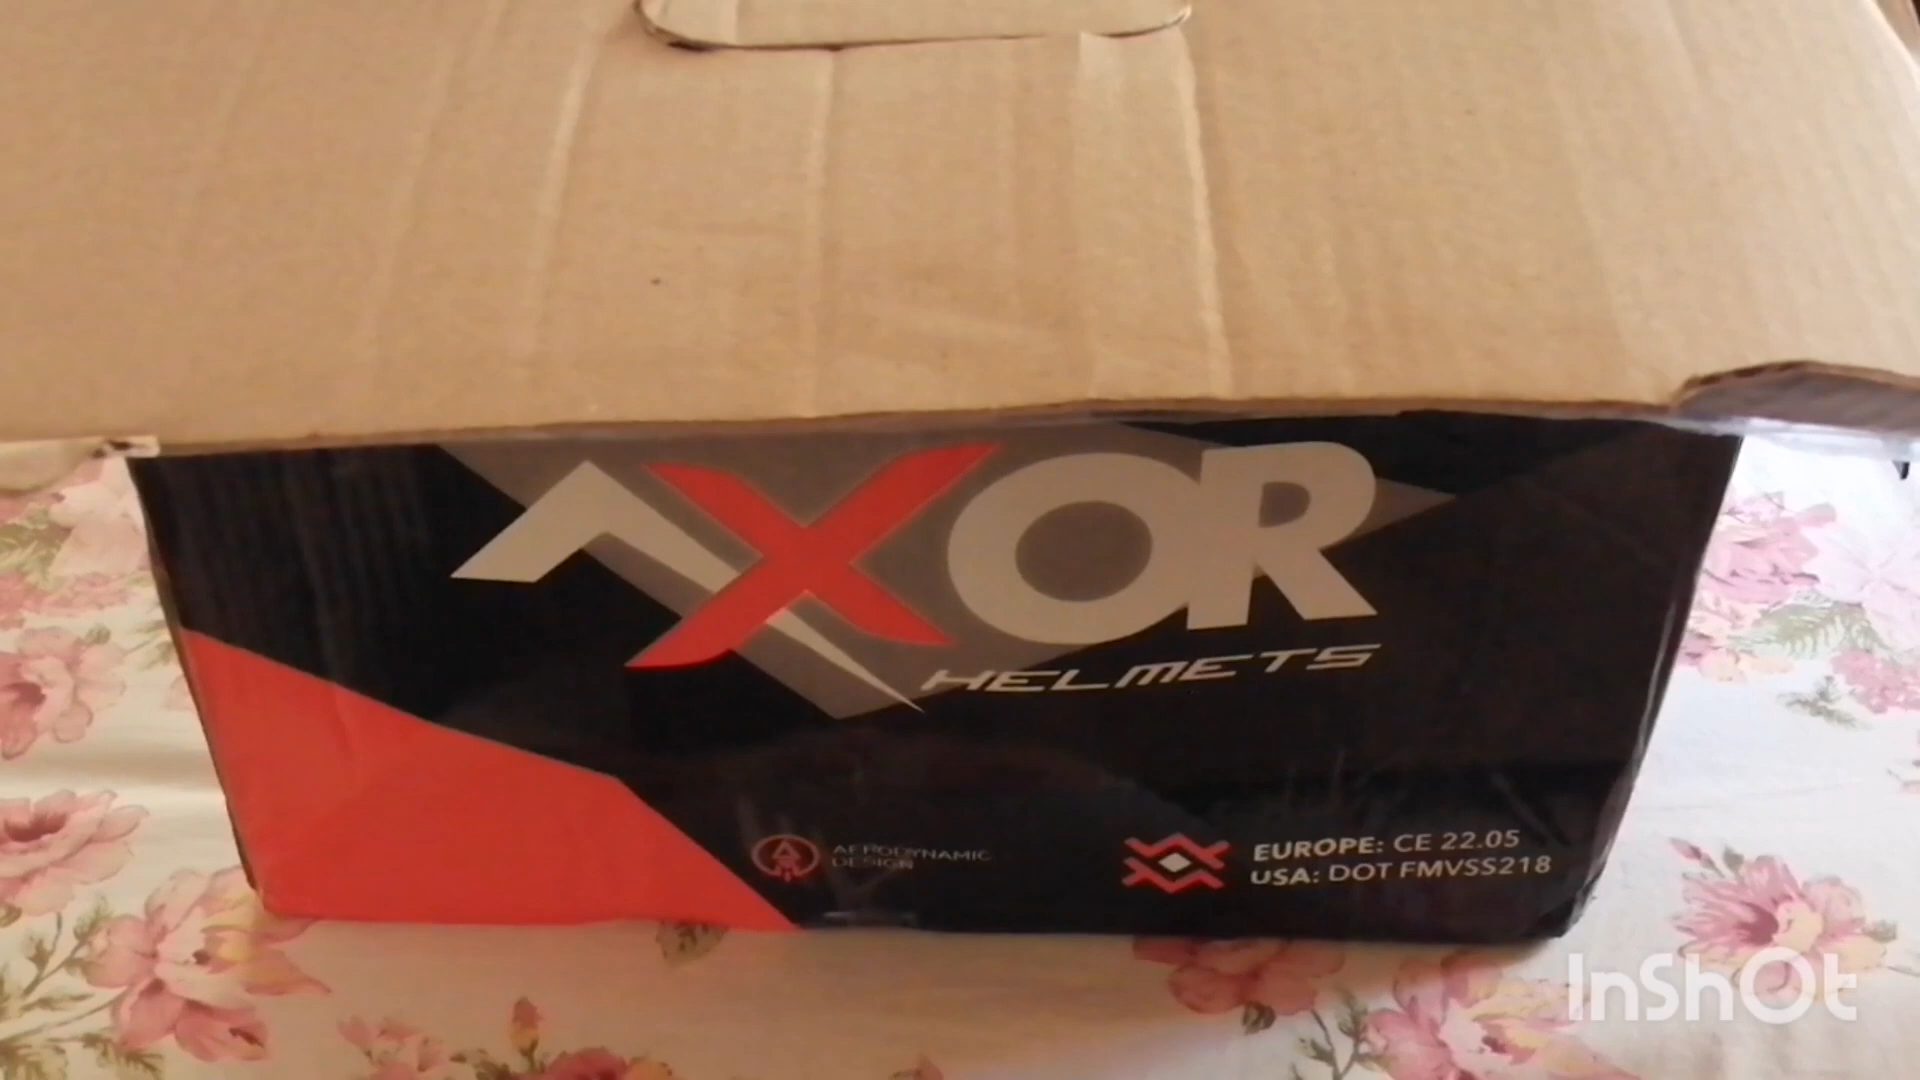 AXOR
HELMETS
AERODYNAMIC
DESIGN
EUROPE: CE 22.05
USA: DOT FMVSS218
InShOt